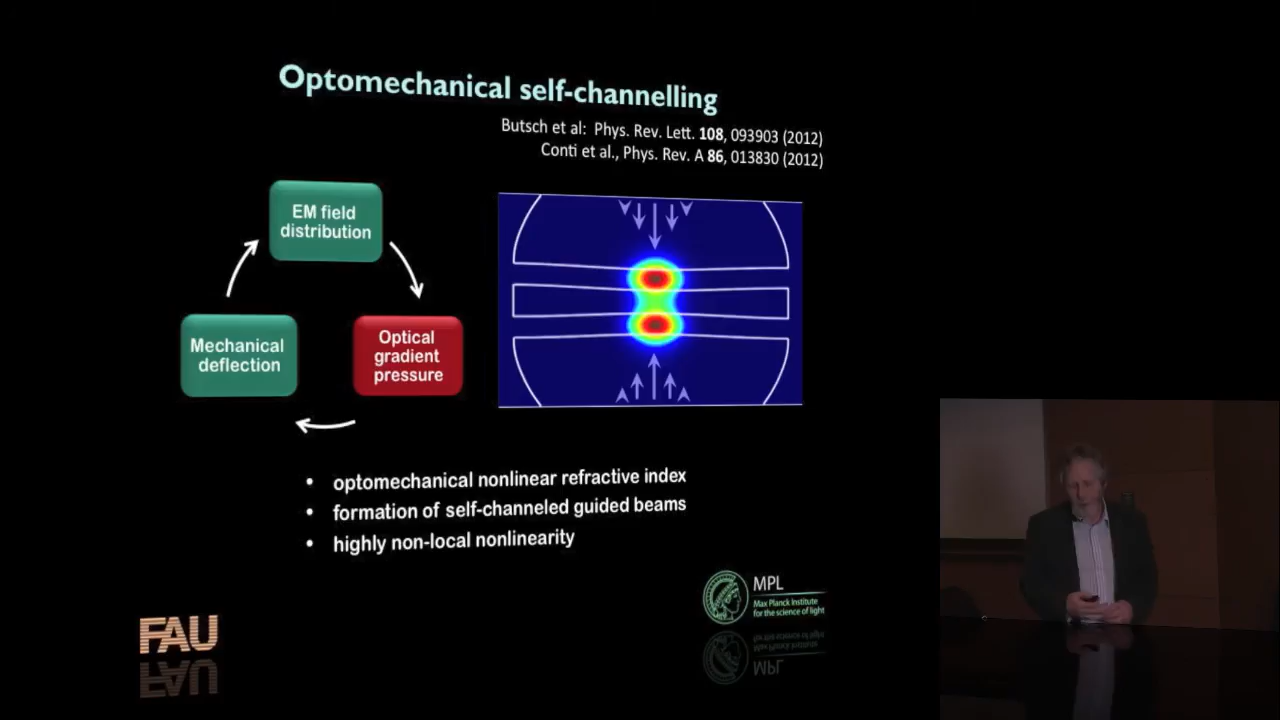 Optomechanical self-channelling
Butsch et al: Phys. Rev. Lett. 108, 093903 (2012)
Conti et al., Phys. Rev. A 86, 013830 (2012)
EM field
distribution
Mechanical
deflection
Optical
gradient
pressure
• optomechanical nonlinear refractive index
• formation of self-channeled guided beams
• highly non-local nonlinearity
FAU
MPL
Max Planck Institute
for the science of light